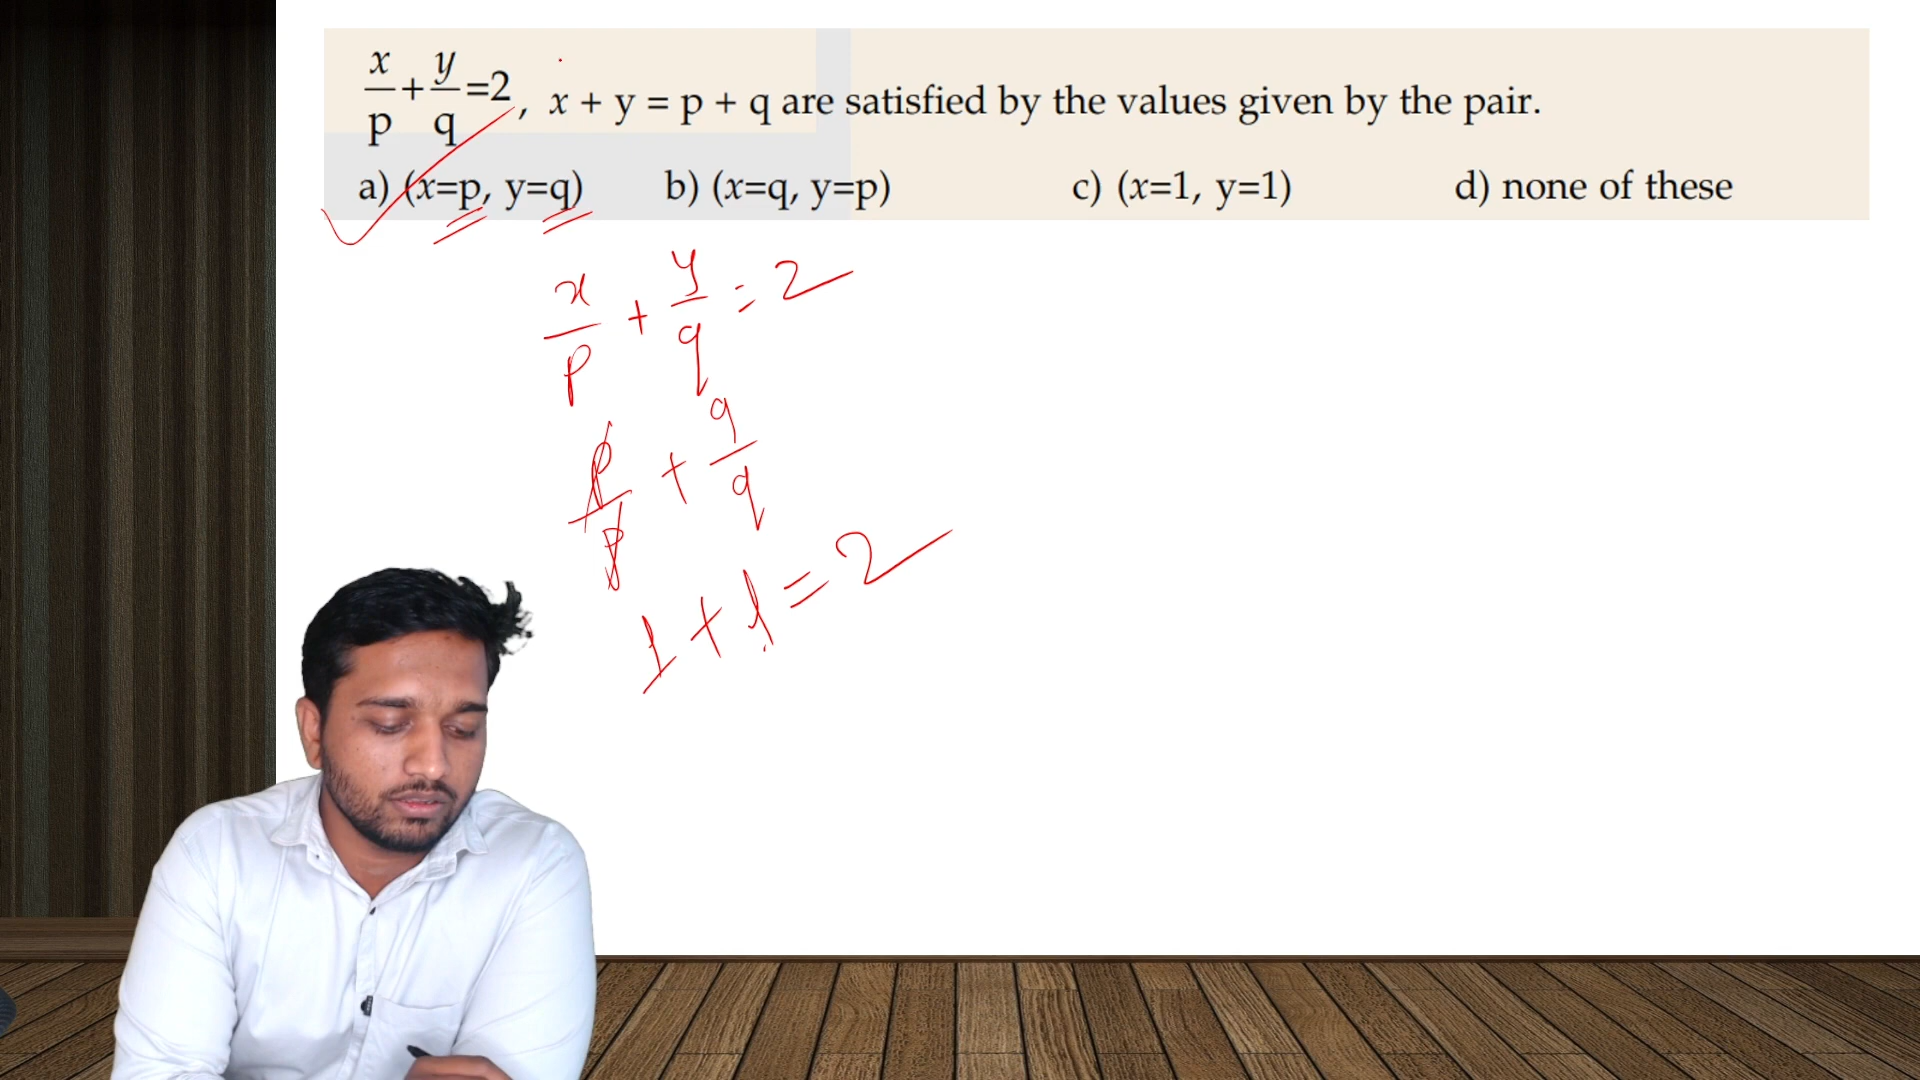 x/p + y/q =2, x + y = p + q are satisfied by the values given by the pair.
a) (x=p, y=q) b) (x=q, y=p) c) (x=1, y=1) d) none of these
x/p + y/q = 2
p/p + q/q
1 + 1 = 2